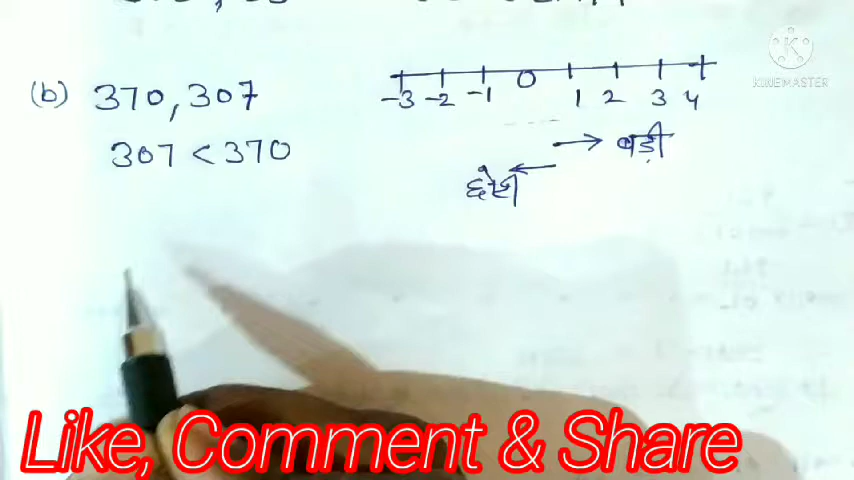 (b) 370, 307
307 < 370
-3 -2 -1 0 1 2 3 4
→ बड़ी
←
KINEMASTER
Like, Comment & Share